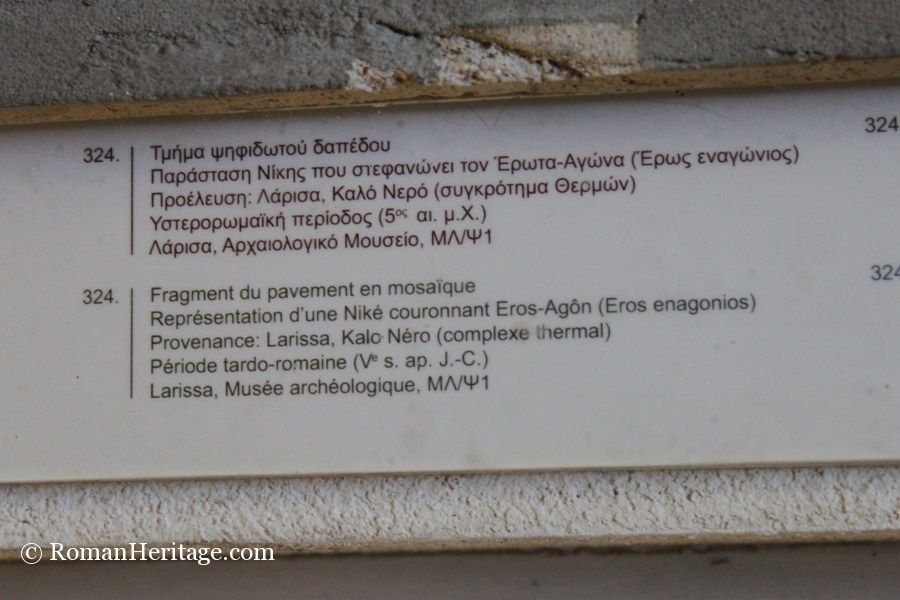 324. Τμήμα ψηφιδωτού δαπέδου
Παράσταση Νίκης που στεφανώνει τον Έρωτα-Αγώνα (Έρως εναγώνιος)
Προέλευση: Λάρισα, Καλό Νερό (συγκρότημα Θερμών)
Υστερορωμαϊκή περίοδος (5ος αι. μ.Χ.)
Λάρισα, Αρχαιολογικό Μουσείο, ΜΛ/Ψ1
324
324. Fragment du pavement en mosaïque
Représentation d'une Niké couronnant Eros-Agôn (Eros enagonios)
Provenance: Larissa, Kalo Néro (complexe thermal)
Période tardo-romaine (Ve s. ap. J.-C.)
Larissa, Musée archéologique, ΜΛ/Ψ1
324
© RomanHeritage.com